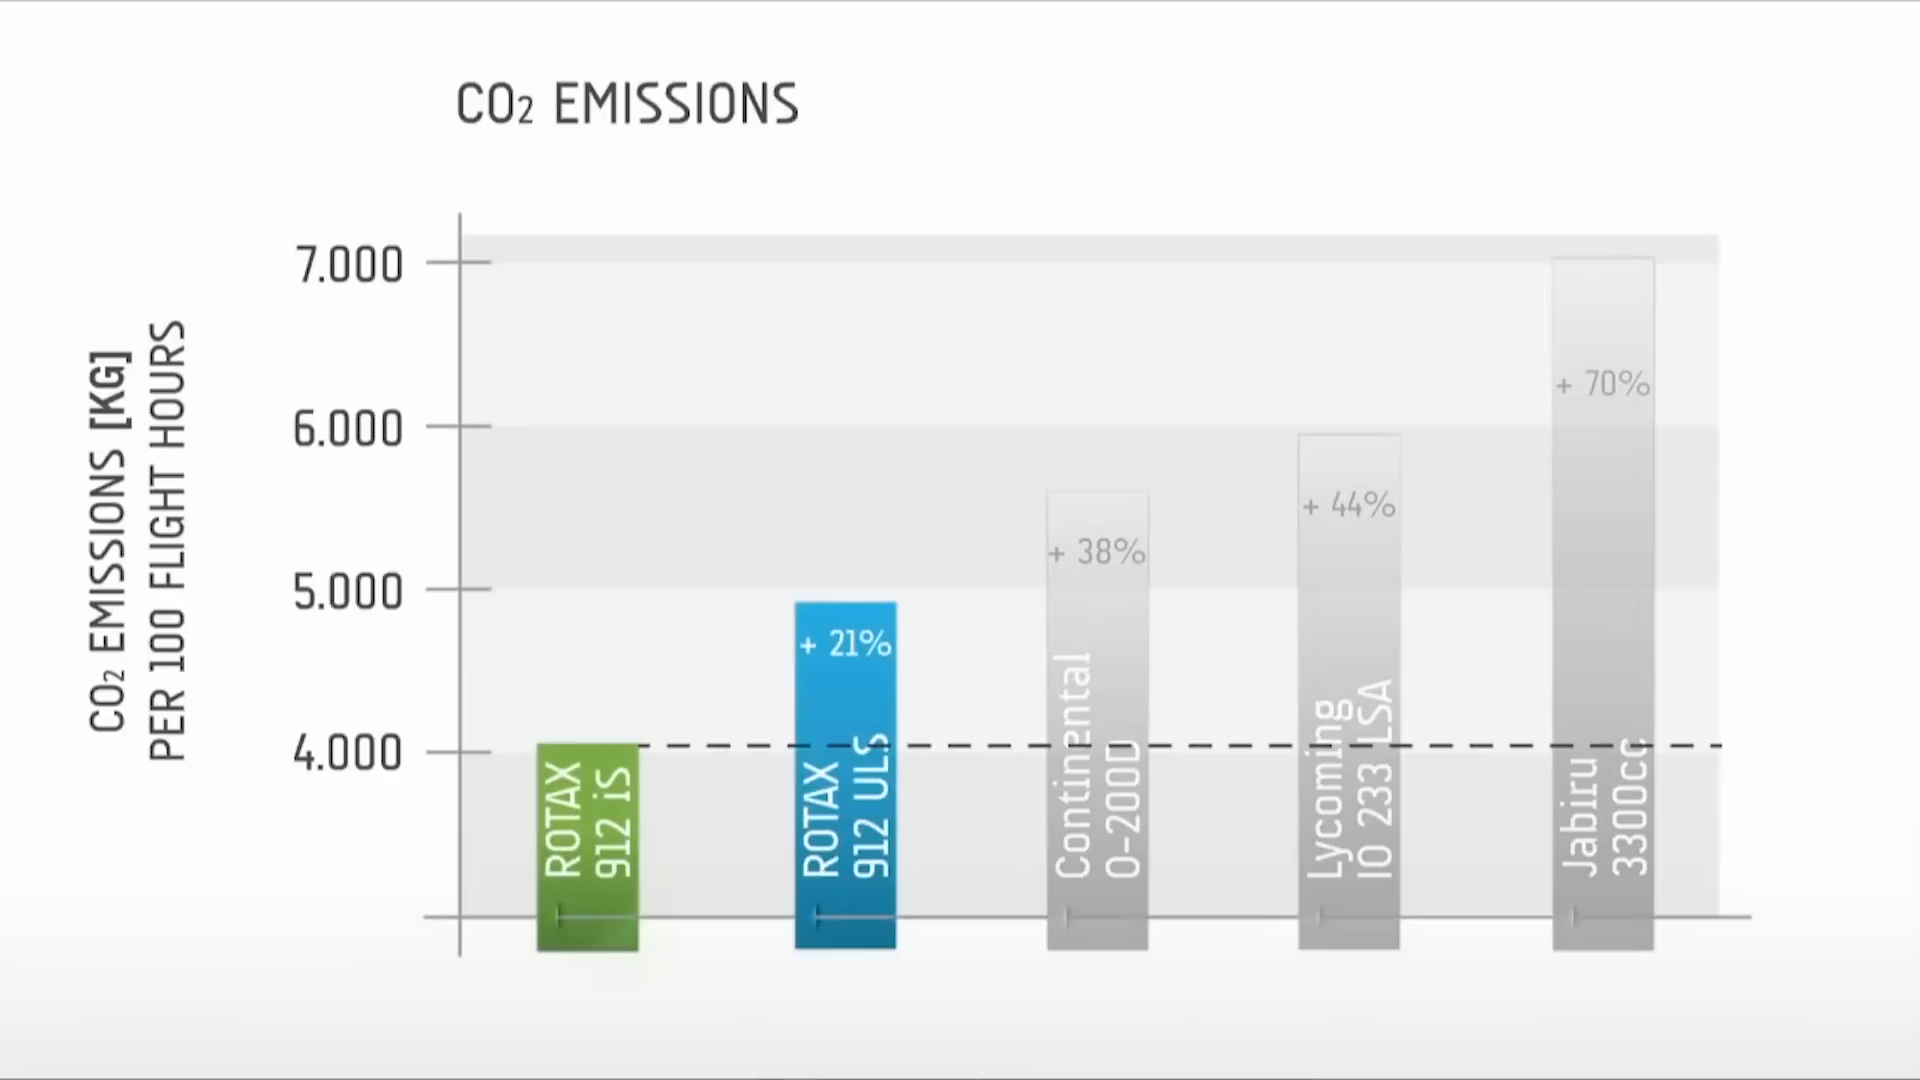 CO₂ EMISSIONS
CO₂ EMISSIONS [KG]
PER 100 FLIGHT HOURS
7.000
6.000
5.000
4.000
ROTAX
912 iS
+ 21%
ROTAX
912 ULS
+ 38%
Continental
O-200D
+ 44%
Lycoming
IO 233 LSA
+ 70%
Jabiru
3300cc